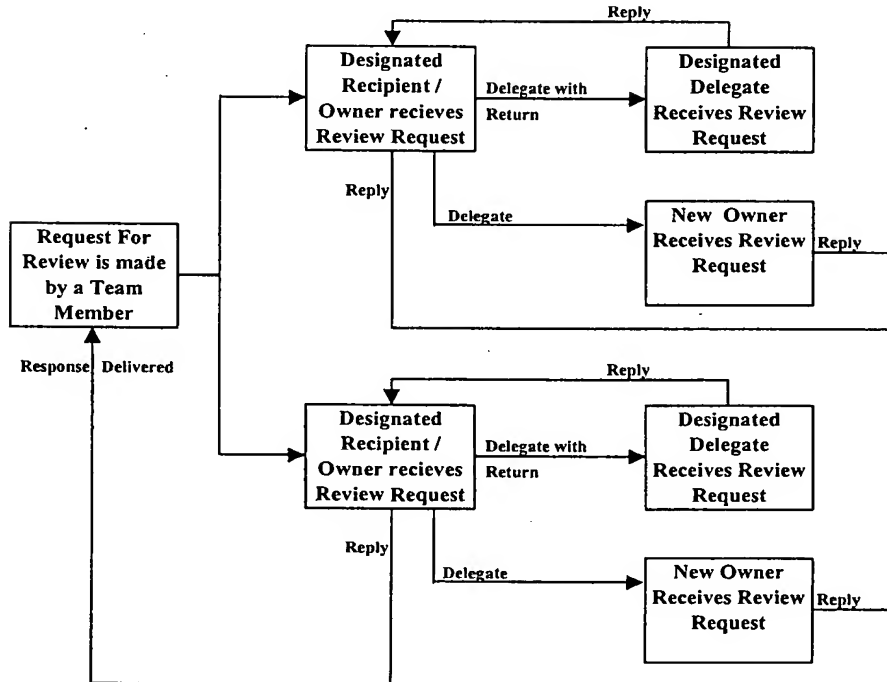 Reply
Designated
Recipient /
Owner recieves
Review Request
Delegate with
Return
Designated
Delegate
Receives Review
Request
Reply
Delegate
New Owner
Receives Review
Request
Reply
Request For
Review is made
by a Team
Member
Response Delivered
Reply
Designated
Recipient /
Owner recieves
Review Request
Delegate with
Return
Designated
Delegate
Receives Review
Request
Reply
Delegate
New Owner
Receives Review
Request
Reply